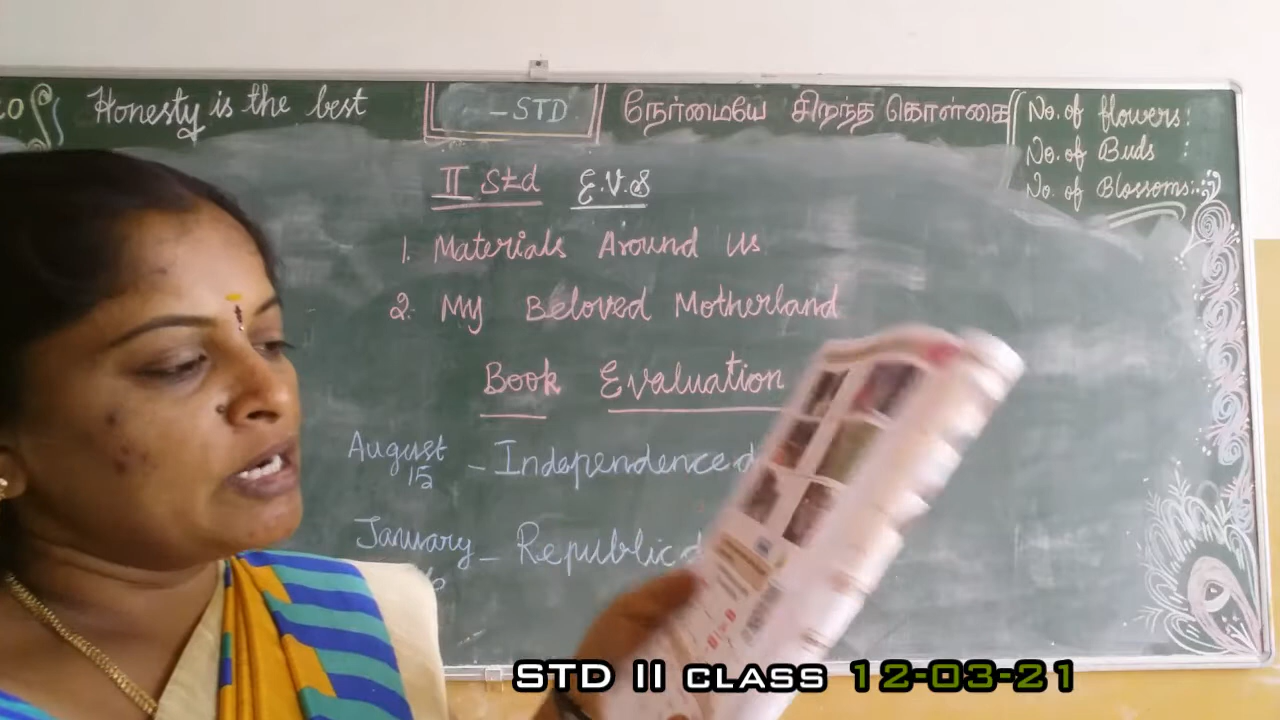 Honesty is the best
- STD
நேர்மையே சிறந்த கொள்கை
No. of flowers:
No. of Buds :
No. of Blossoms:
II Std E.V.S
1. Materials Around us
2. My Beloved Motherland
Book Evaluation
August 15 - Independence
January - Republic
STD II CLASS 12-03-21